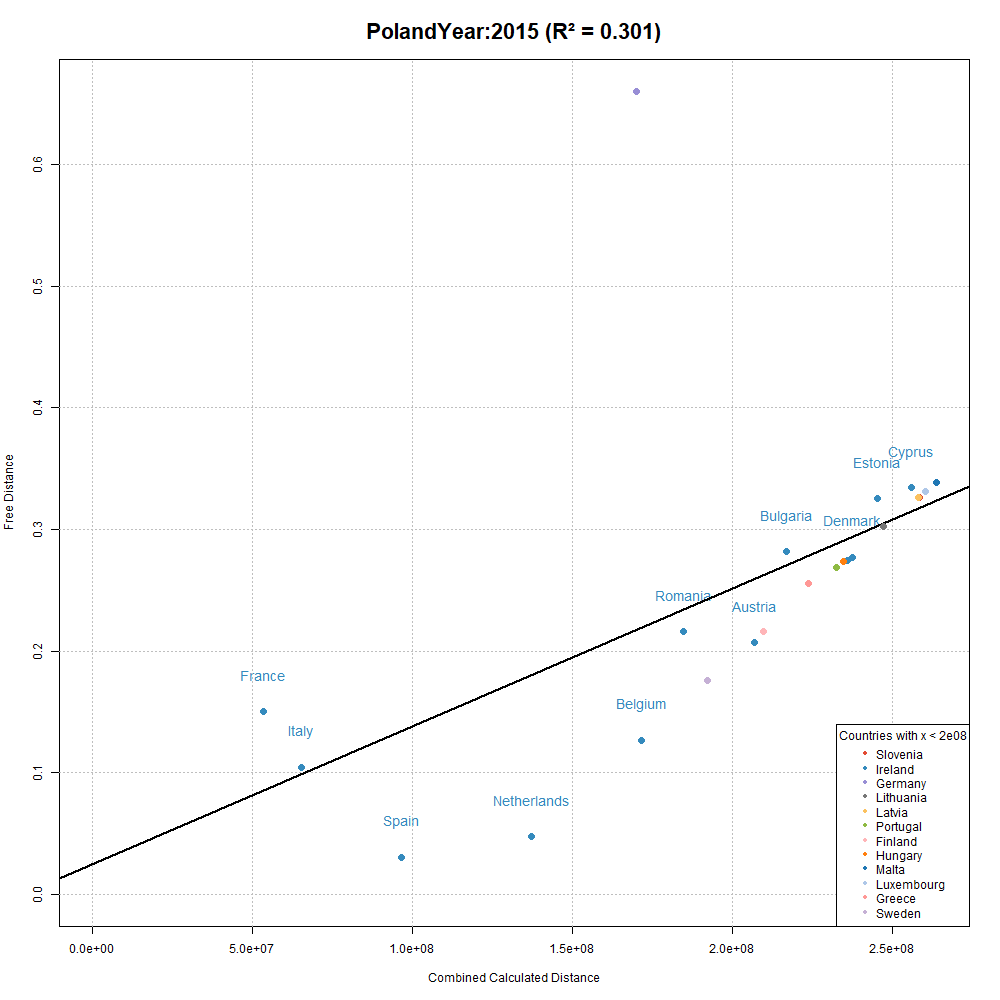 PolandYear:2015 (R² = 0.301)
Free Distance
0.6
0.5
0.4
0.3
0.2
0.1
0.0
Cyprus
Estonia
Bulgaria
Denmark
Romania
Austria
France
Belgium
Italy
Netherlands
Spain
Countries with x < 2e08
Slovenia
Ireland
Germany
Lithuania
Latvia
Portugal
Finland
Hungary
Malta
Luxembourg
Greece
Sweden
0.0e+00 5.0e+07 1.0e+08 1.5e+08 2.0e+08 2.5e+08
Combined Calculated Distance